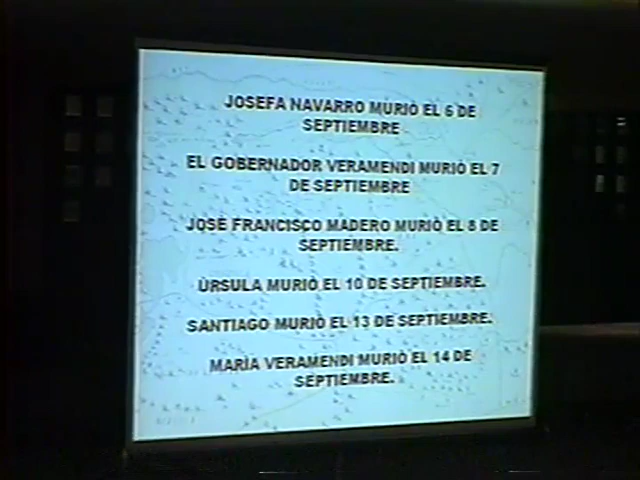 JOSEFA NAVARRO MURIÓ EL 6 DE
SEPTIEMBRE
EL GOBERNADOR VERAMENDI MURIÓ EL 7
DE SEPTIEMBRE
JOSÉ FRANCISCO MADERO MURIÓ EL 8 DE
SEPTIEMBRE.
ÚRSULA MURIÓ EL 10 DE SEPTIEMBRE.
SANTIAGO MURIÓ EL 13 DE SEPTIEMBRE.
MARÍA VERAMENDI MURIÓ EL 14 DE
SEPTIEMBRE.